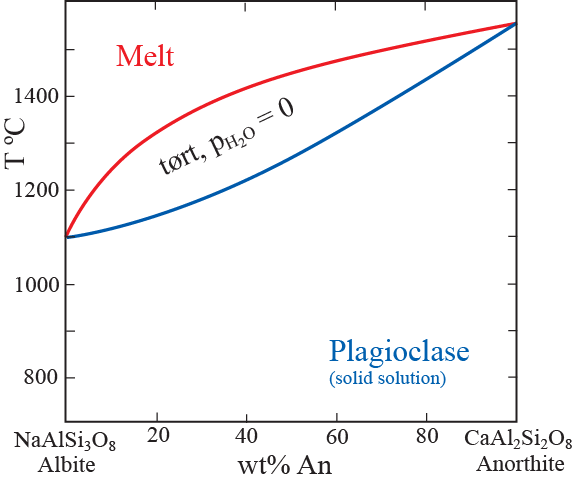 Melt
tørt, pH₂O = 0
T ºC
1400
1200
1000
800
Plagioclase
(solid solution)
NaAlSi₃O₈
Albite
20
40
60
80
CaAl₂Si₂O₈
Anorthite
wt% An